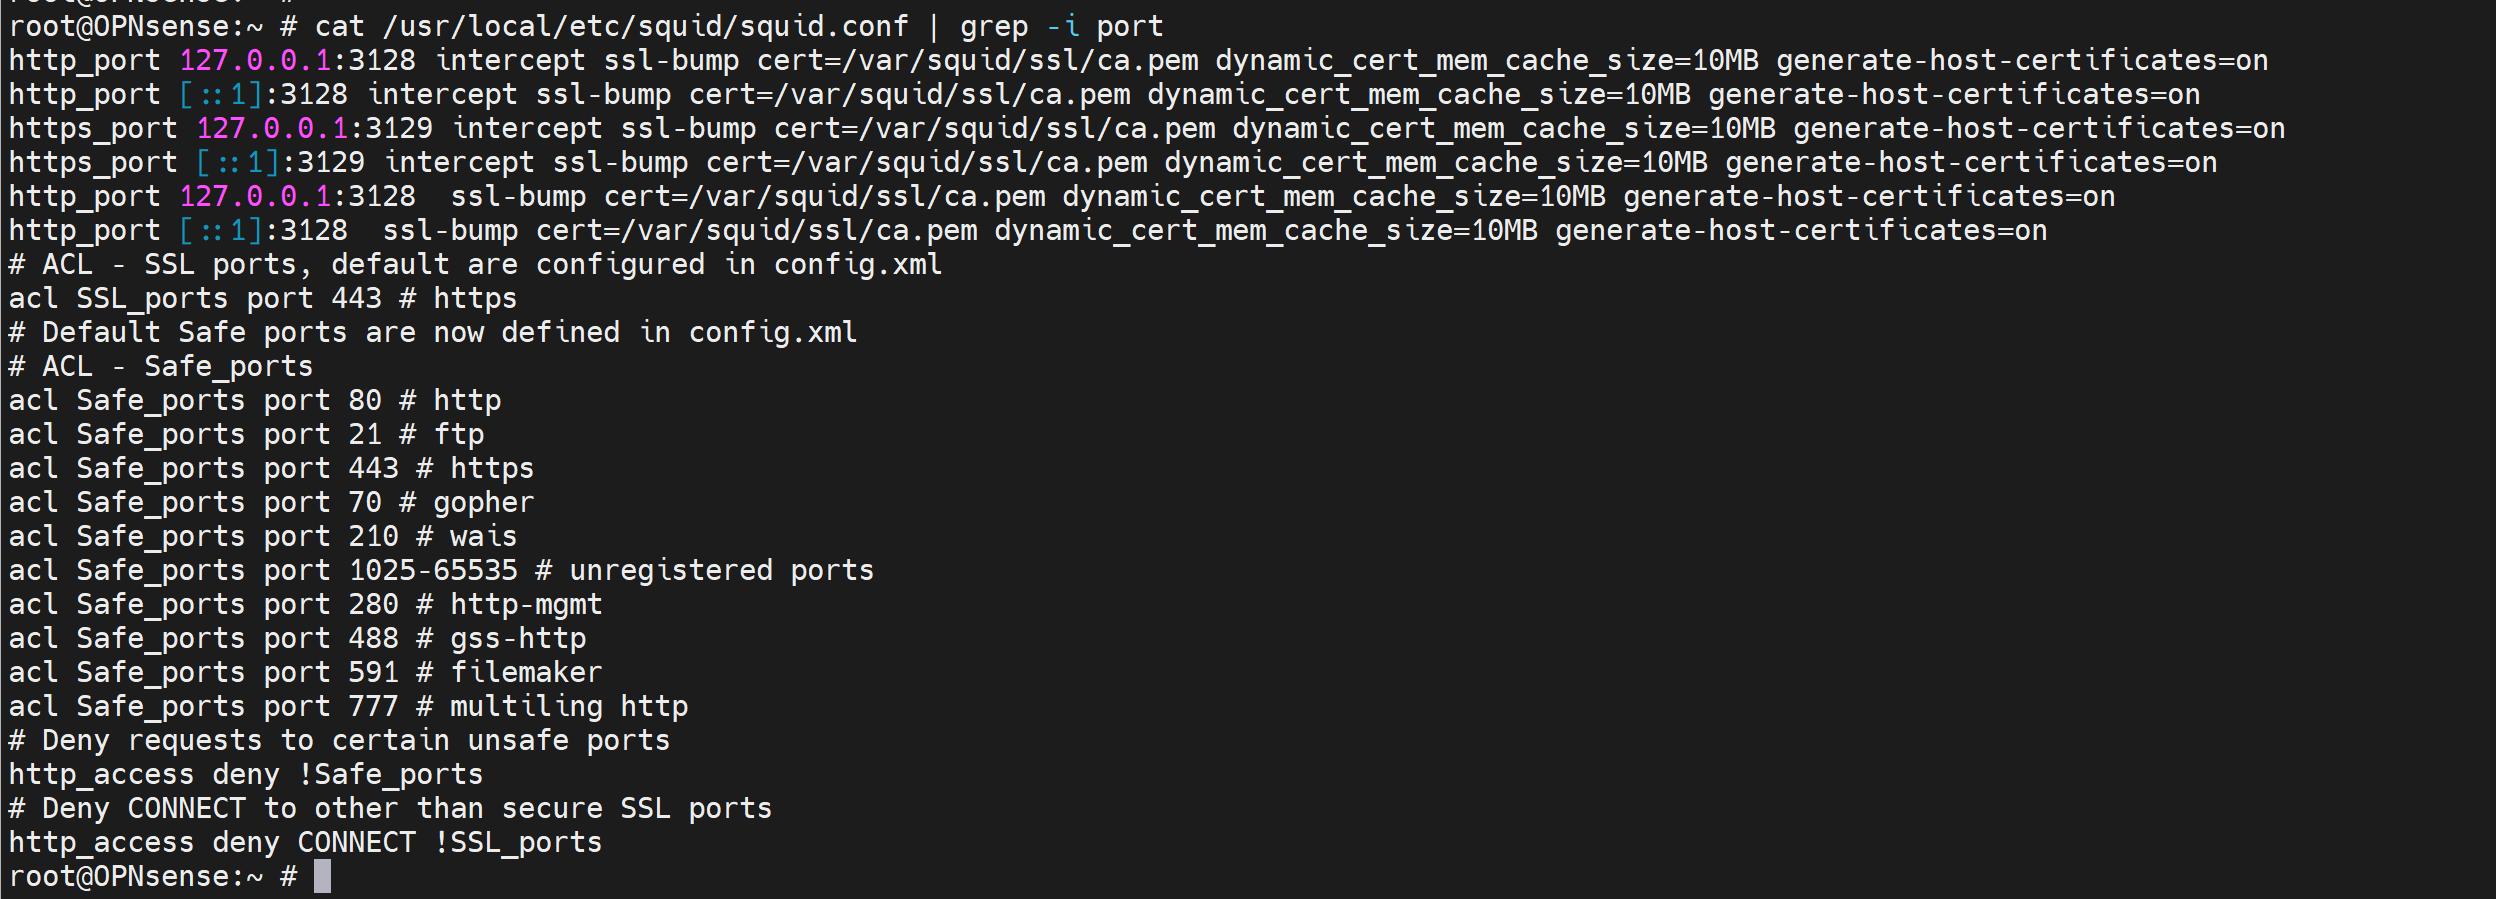 root@OPNsense:~ # cat /usr/local/etc/squid/squid.conf | grep -i port
http_port 127.0.0.1:3128 intercept ssl-bump cert=/var/squid/ssl/ca.pem dynamic_cert_mem_cache_size=10MB generate-host-certificates=on
http_port [::1]:3128 intercept ssl-bump cert=/var/squid/ssl/ca.pem dynamic_cert_mem_cache_size=10MB generate-host-certificates=on
https_port 127.0.0.1:3129 intercept ssl-bump cert=/var/squid/ssl/ca.pem dynamic_cert_mem_cache_size=10MB generate-host-certificates=on
https_port [::1]:3129 intercept ssl-bump cert=/var/squid/ssl/ca.pem dynamic_cert_mem_cache_size=10MB generate-host-certificates=on
http_port 127.0.0.1:3128  ssl-bump cert=/var/squid/ssl/ca.pem dynamic_cert_mem_cache_size=10MB generate-host-certificates=on
http_port [::1]:3128  ssl-bump cert=/var/squid/ssl/ca.pem dynamic_cert_mem_cache_size=10MB generate-host-certificates=on
# ACL - SSL ports, default are configured in config.xml
acl SSL_ports port 443 # https
# Default Safe ports are now defined in config.xml
# ACL - Safe_ports
acl Safe_ports port 80 # http
acl Safe_ports port 21 # ftp
acl Safe_ports port 443 # https
acl Safe_ports port 70 # gopher
acl Safe_ports port 210 # wais
acl Safe_ports port 1025-65535 # unregistered ports
acl Safe_ports port 280 # http-mgmt
acl Safe_ports port 488 # gss-http
acl Safe_ports port 591 # filemaker
acl Safe_ports port 777 # multiling http
# Deny requests to certain unsafe ports
http_access deny !Safe_ports
# Deny CONNECT to other than secure SSL ports
http_access deny CONNECT !SSL_ports
root@OPNsense:~ #